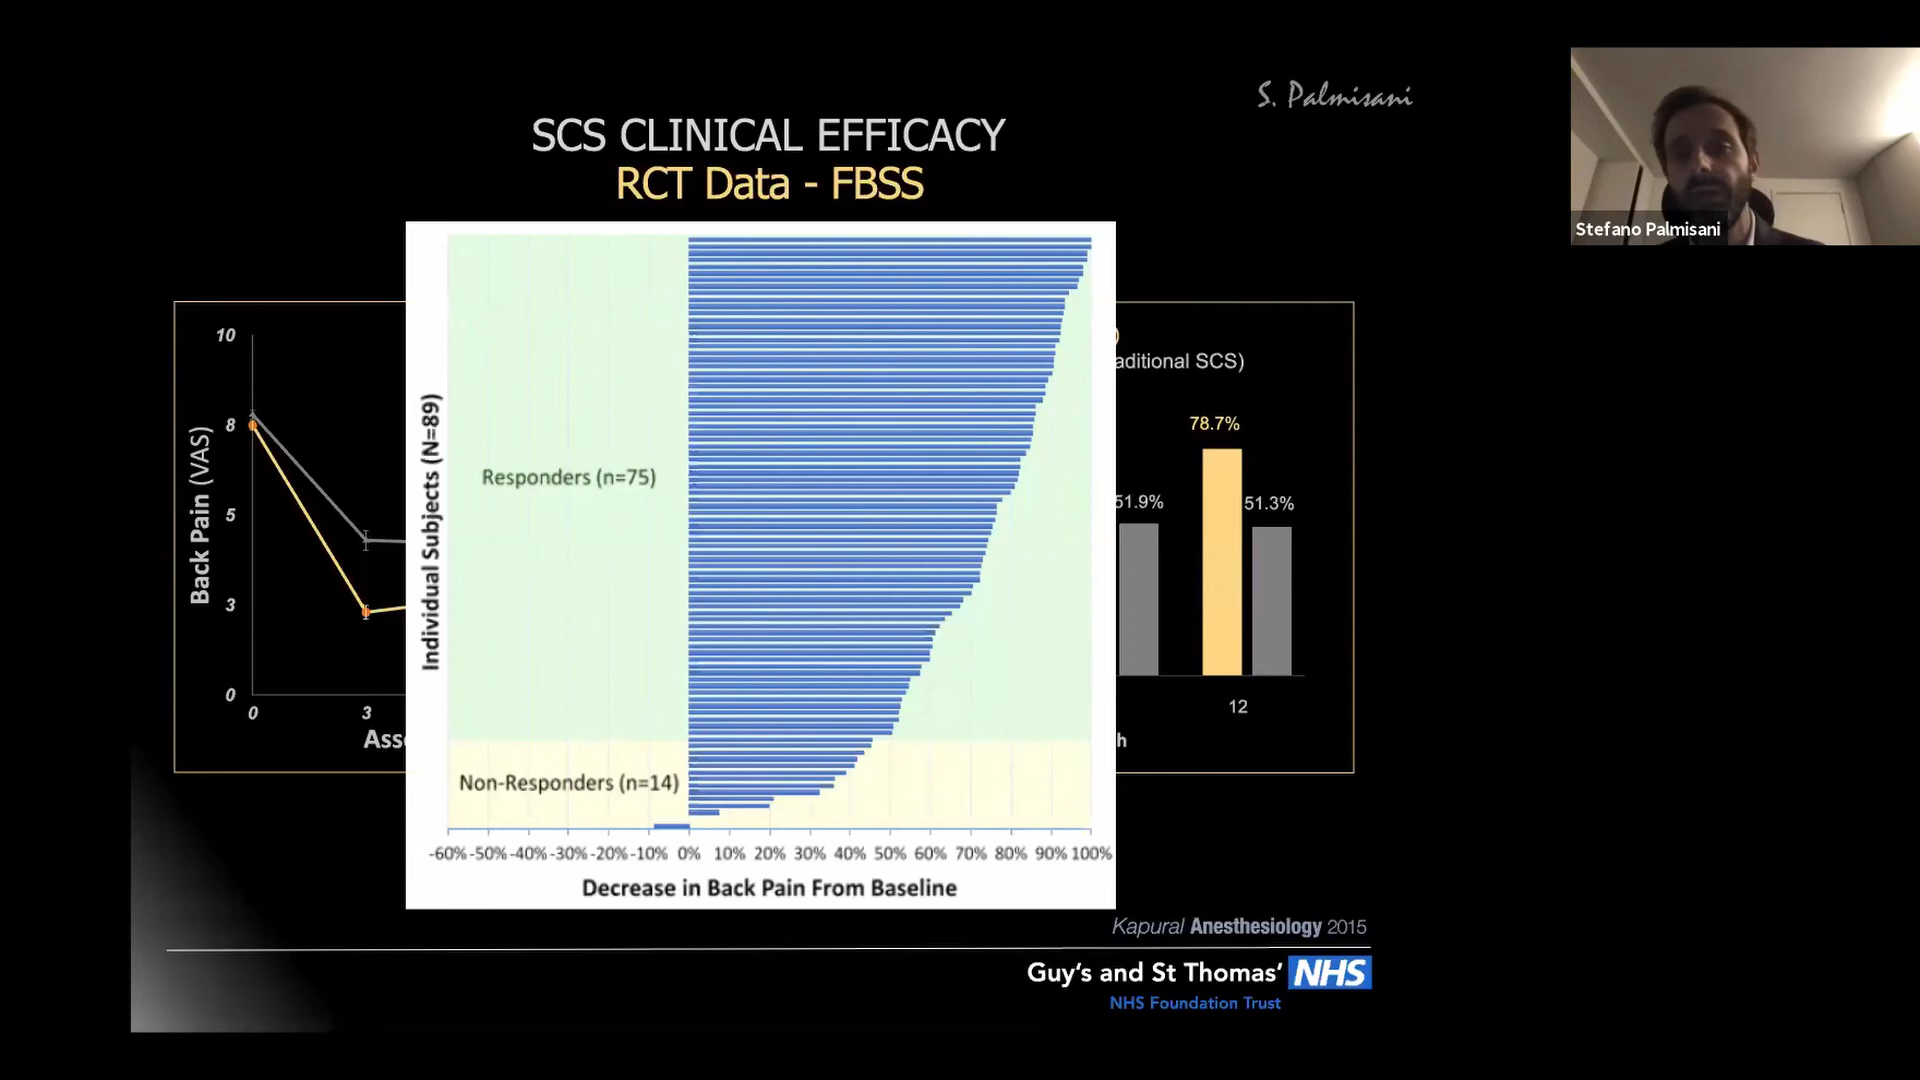 S. Palmisani
SCS CLINICAL EFFICACY
RCT Data - FBSS
Stefano Palmisani
10
8
5
3
0
0
3
Back Pain (VAS)
Individual Subjects (N=89)
Responders (n=75)
Non-Responders (n=14)
-60% -50% -40% -30% -20% -10% 0% 10% 20% 30% 40% 50% 60% 70% 80% 90% 100%
Decrease in Back Pain From Baseline
aditional SCS)
78.7%
51.9%
51.3%
12
Kapural Anesthesiology 2015
Guy's and St Thomas' NHS
NHS Foundation Trust